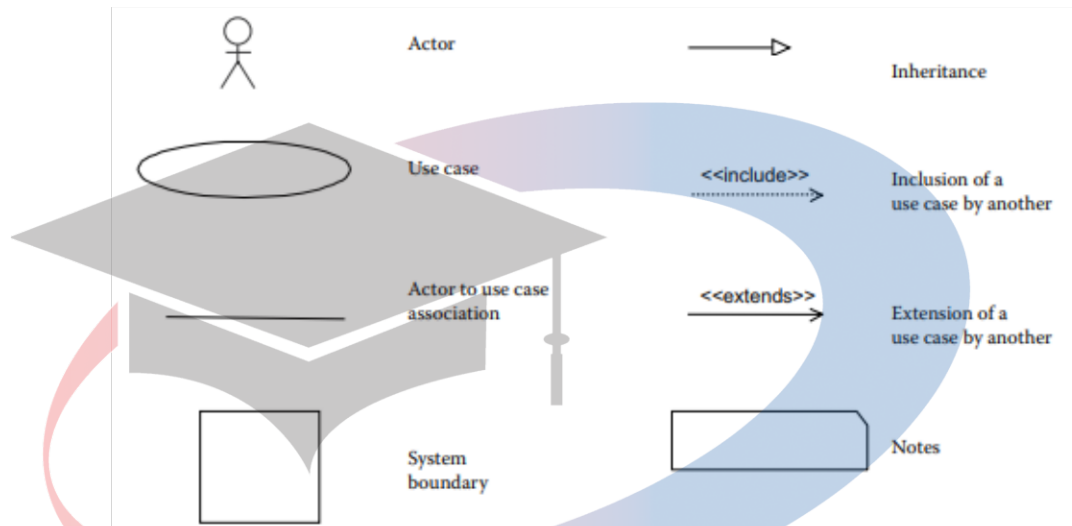 Actor
Inheritance
Use case
<<include>>
Inclusion of a
use case by another
Actor to use case
association
<<extends>>
Extension of a
use case by another
System
boundary
Notes